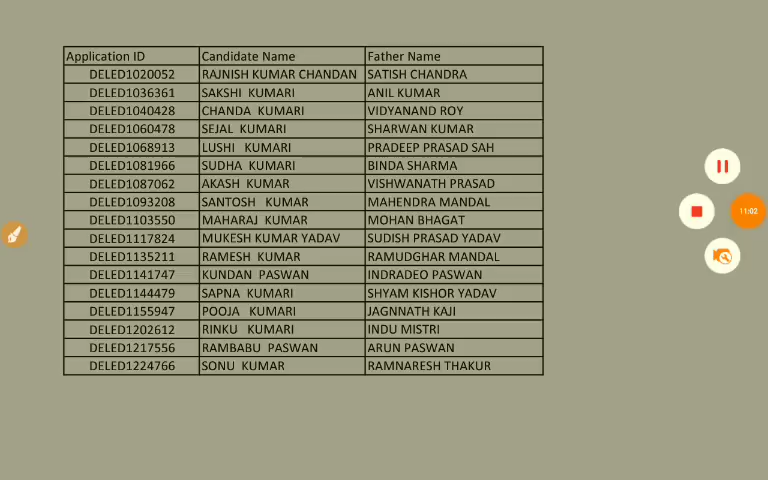 Application ID Candidate Name Father Name
DELED1020052 RAJNISH KUMAR CHANDAN SATISH CHANDRA
DELED1036361 SAKSHI KUMARI ANIL KUMAR
DELED1040428 CHANDA KUMARI VIDYANAND ROY
DELED1060478 SEJAL KUMARI SHARWAN KUMAR
DELED1068913 LUSHI KUMARI PRADEEP PRASAD SAH
DELED1081966 SUDHA KUMARI BINDA SHARMA
DELED1087062 AKASH KUMAR VISHWANATH PRASAD
DELED1093208 SANTOSH KUMAR MAHENDRA MANDAL
DELED1103550 MAHARAJ KUMAR MOHAN BHAGAT
DELED1117824 MUKESH KUMAR YADAV SUDISH PRASAD YADAV
DELED1135211 RAMESH KUMAR RAMUDGHAR MANDAL
DELED1141747 KUNDAN PASWAN INDRADEO PASWAN
DELED1144479 SAPNA KUMARI SHYAM KISHOR YADAV
DELED1155947 POOJA KUMARI JAGNNATH KAJI
DELED1202612 RINKU KUMARI INDU MISTRI
DELED1217556 RAMBABU PASWAN ARUN PASWAN
DELED1224766 SONU KUMAR RAMNARESH THAKUR
11:02